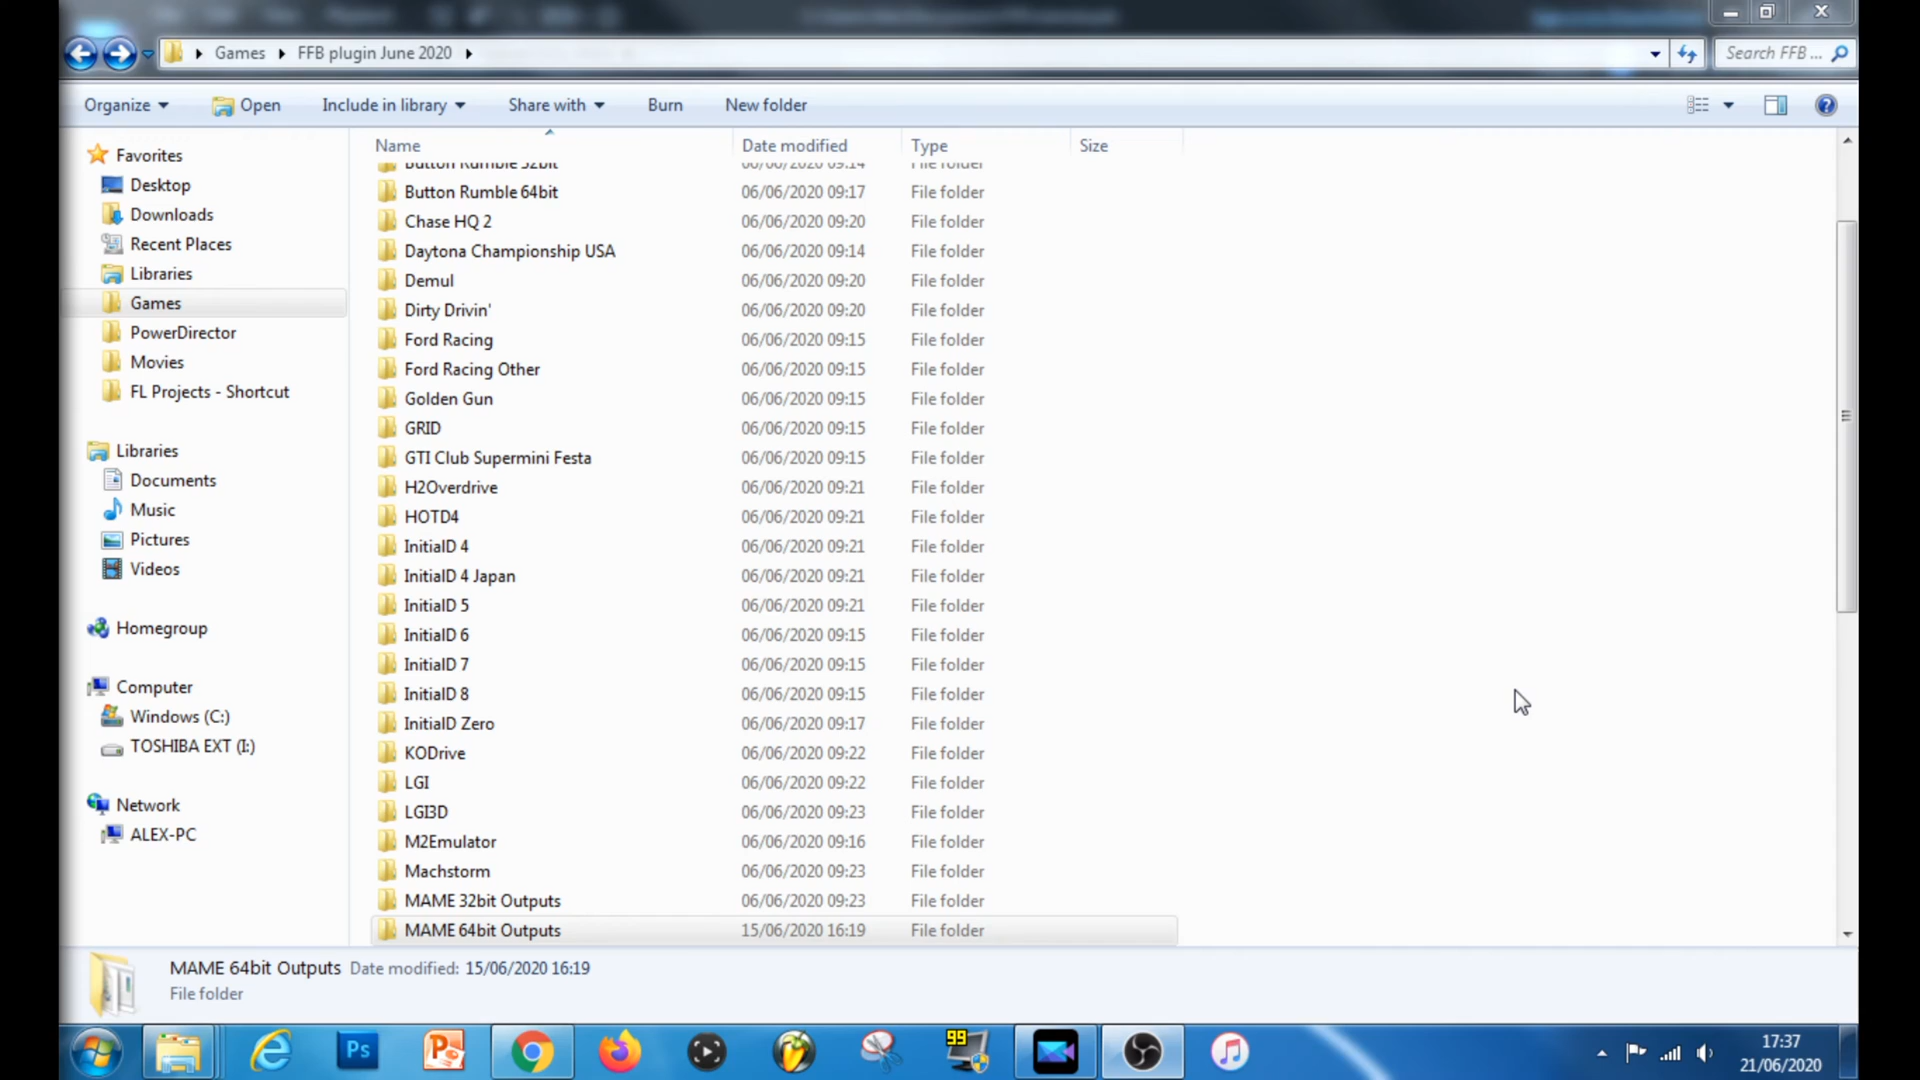 Games
FFB plugin June 2020
Search FFB ...
Organize
Open
Include in library
Share with
Burn
New folder
Favorites
Desktop
Downloads
Recent Places
Libraries
Games
PowerDirector
Movies
FL Projects - Shortcut
Libraries
Documents
Music
Pictures
Videos
Homegroup
Computer
Windows (C:)
TOSHIBA EXT (I:)
Network
ALEX-PC
Name Date modified Type Size
Button Rumble 32bit 06/06/2020 09:14 File folder
Button Rumble 64bit 06/06/2020 09:17 File folder
Chase HQ 2 06/06/2020 09:20 File folder
Daytona Championship USA 06/06/2020 09:14 File folder
Demul 06/06/2020 09:20 File folder
Dirty Drivin' 06/06/2020 09:20 File folder
Ford Racing 06/06/2020 09:15 File folder
Ford Racing Other 06/06/2020 09:15 File folder
Golden Gun 06/06/2020 09:15 File folder
GRID 06/06/2020 09:15 File folder
GTI Club Supermini Festa 06/06/2020 09:15 File folder
H2Overdrive 06/06/2020 09:21 File folder
HOTD4 06/06/2020 09:21 File folder
InitialD 4 06/06/2020 09:21 File folder
InitialD 4 Japan 06/06/2020 09:21 File folder
InitialD 5 06/06/2020 09:21 File folder
InitialD 6 06/06/2020 09:15 File folder
InitialD 7 06/06/2020 09:15 File folder
InitialD 8 06/06/2020 09:15 File folder
InitialD Zero 06/06/2020 09:17 File folder
KODrive 06/06/2020 09:22 File folder
LGI 06/06/2020 09:22 File folder
LGI3D 06/06/2020 09:23 File folder
M2Emulator 06/06/2020 09:16 File folder
Machstorm 06/06/2020 09:23 File folder
MAME 32bit Outputs 06/06/2020 09:23 File folder
MAME 64bit Outputs 15/06/2020 16:19 File folder
MAME 64bit Outputs Date modified: 15/06/2020 16:19
File folder
Ps
P
99
17:37
21/06/2020